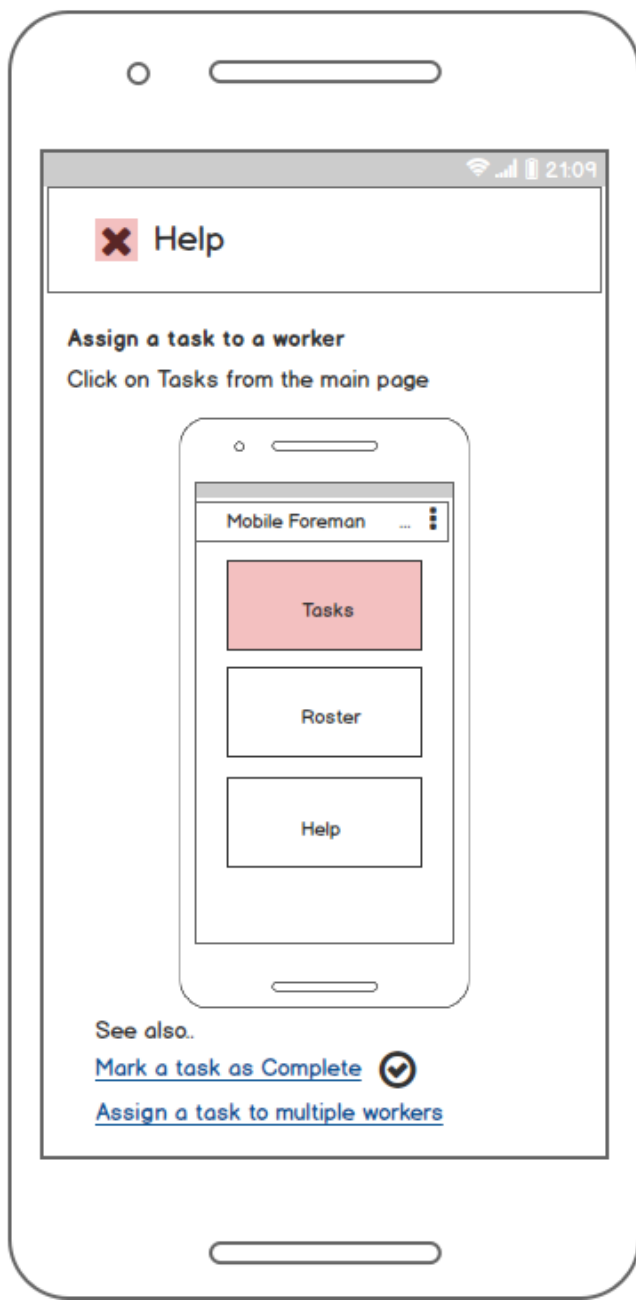 21:09
Help
Assign a task to a worker
Click on Tasks from the main page
Mobile Foreman ...
Tasks
Roster
Help
See also..
Mark a task as Complete
Assign a task to multiple workers